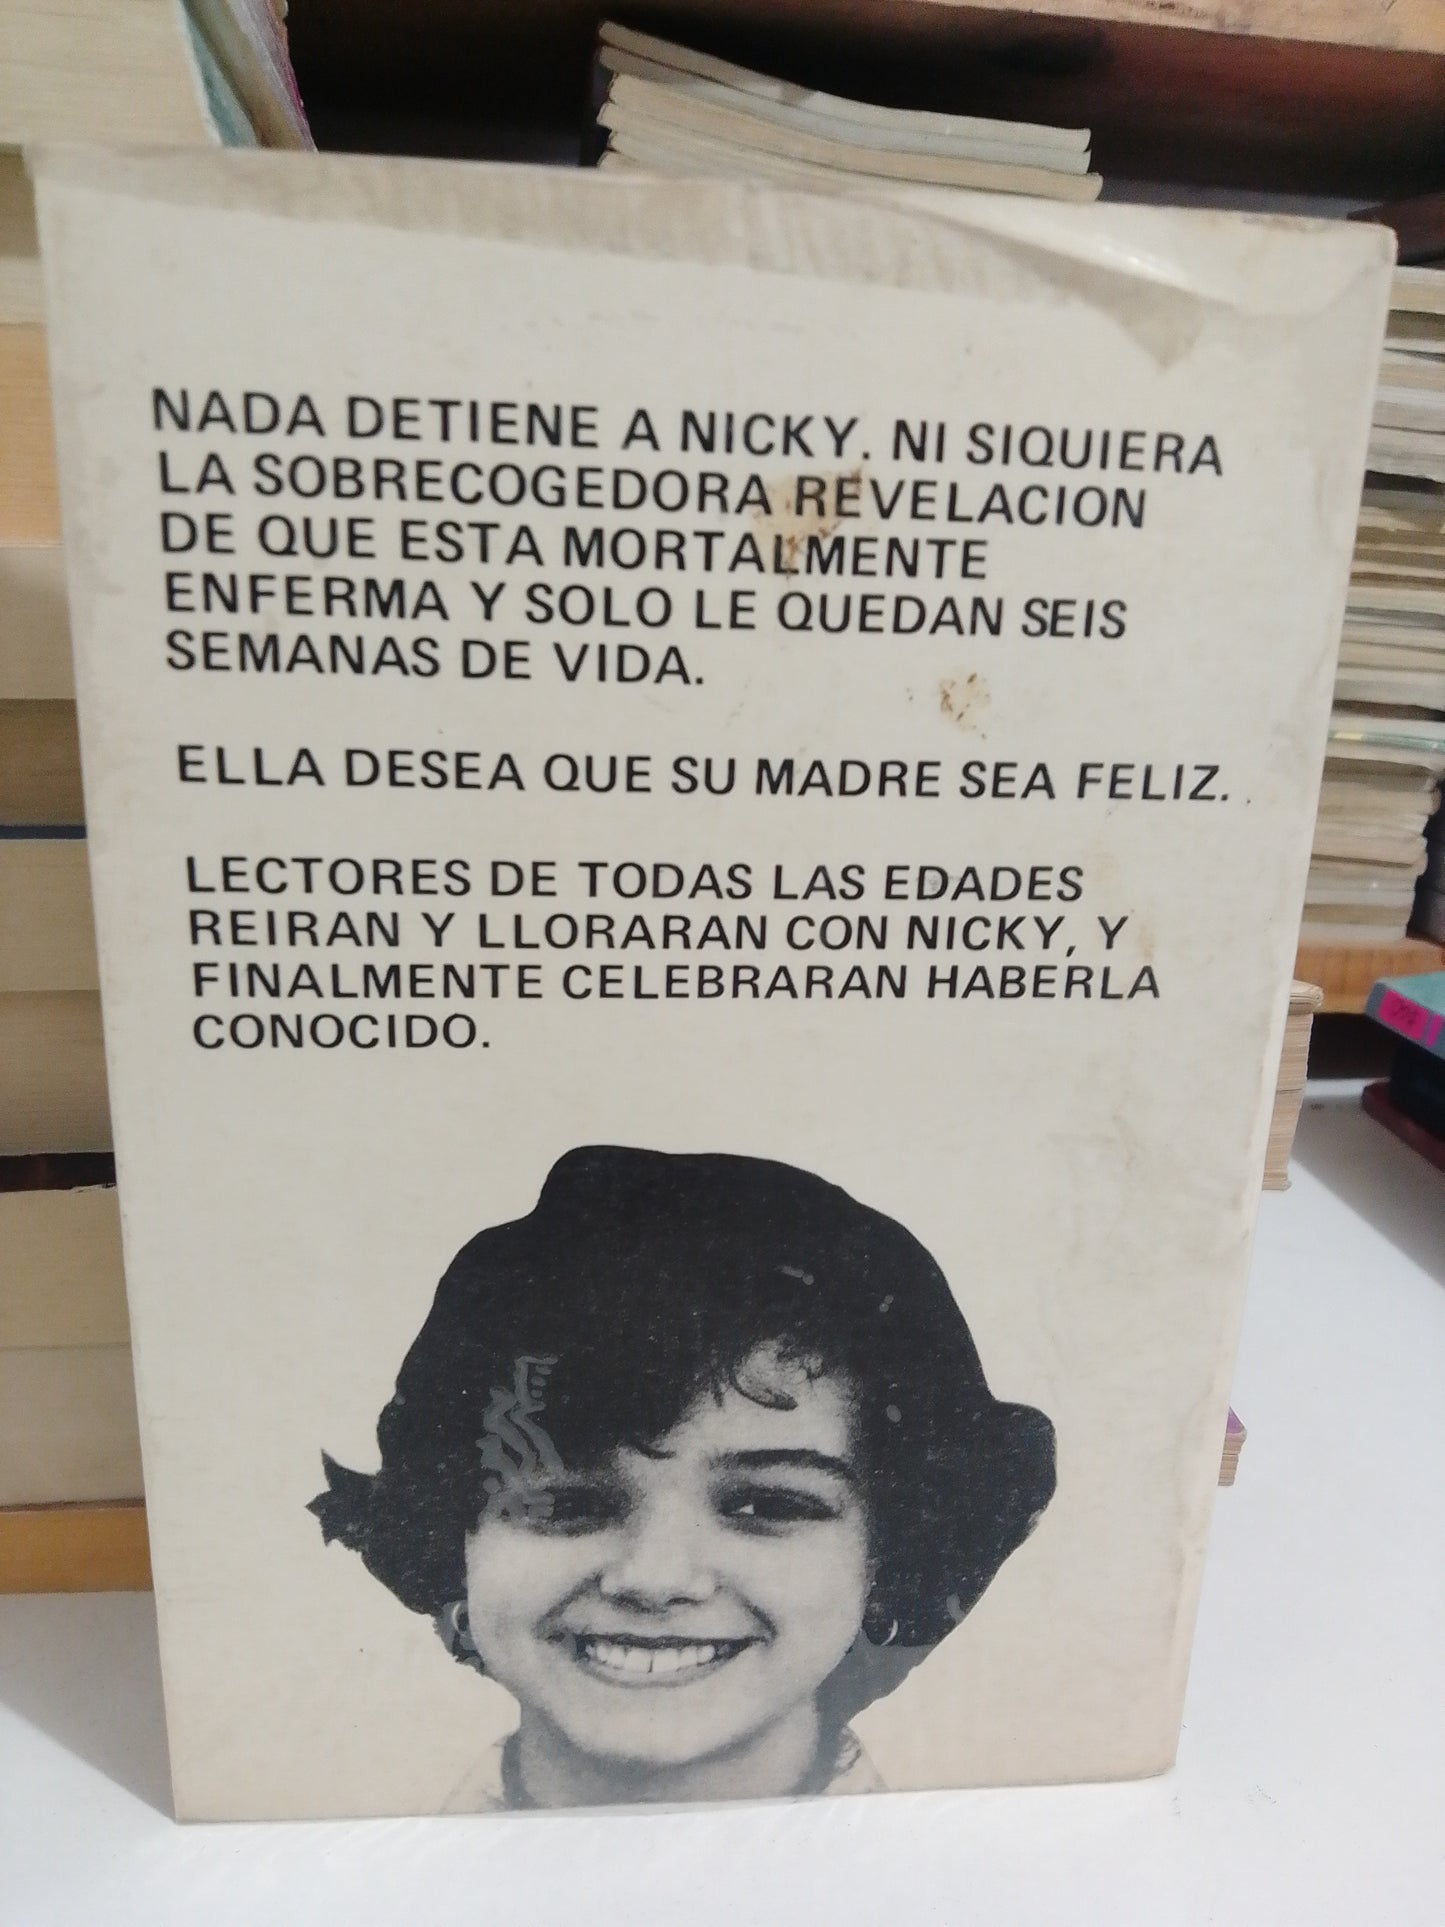 NADA DETIENE A NICKY. NI SIQUIERA
LA SOBRECOGEDORA REVELACION
DE QUE ESTA MORTALMENTE
ENFERMA Y SOLO LE QUEDAN SEIS
SEMANAS DE VIDA.
ELLA DESEA QUE SU MADRE SEA FELIZ.
LECTORES DE TODAS LAS EDADES
REIRAN Y LLORARAN CON NICKY, Y
FINALMENTE CELEBRARAN HABERLA
CONOCIDO.